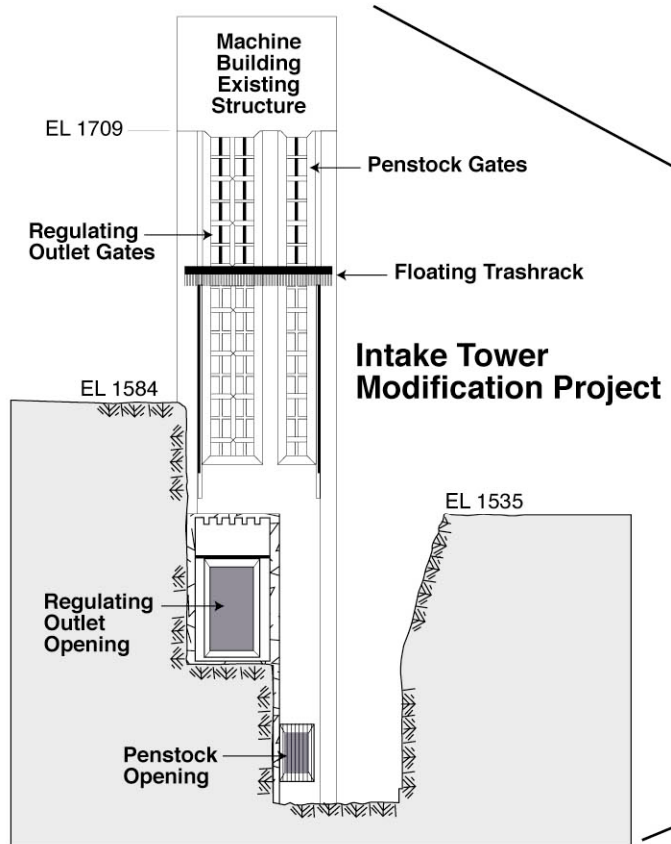 Machine
Building
Existing
Structure
EL 1709
Penstock Gates
Regulating
Outlet Gates
Floating Trashrack
Intake Tower
Modification Project
EL 1584
EL 1535
Regulating
Outlet
Opening
Penstock
Opening